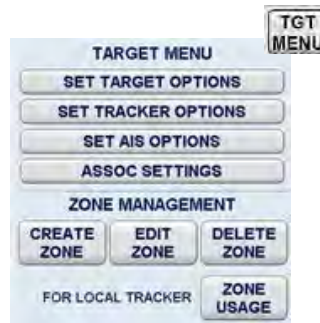 TGT
MENU
TARGET MENU
SET TARGET OPTIONS
SET TRACKER OPTIONS
SET AIS OPTIONS
ASSOC SETTINGS
ZONE MANAGEMENT
CREATE ZONE
EDIT ZONE
DELETE ZONE
FOR LOCAL TRACKER
ZONE USAGE